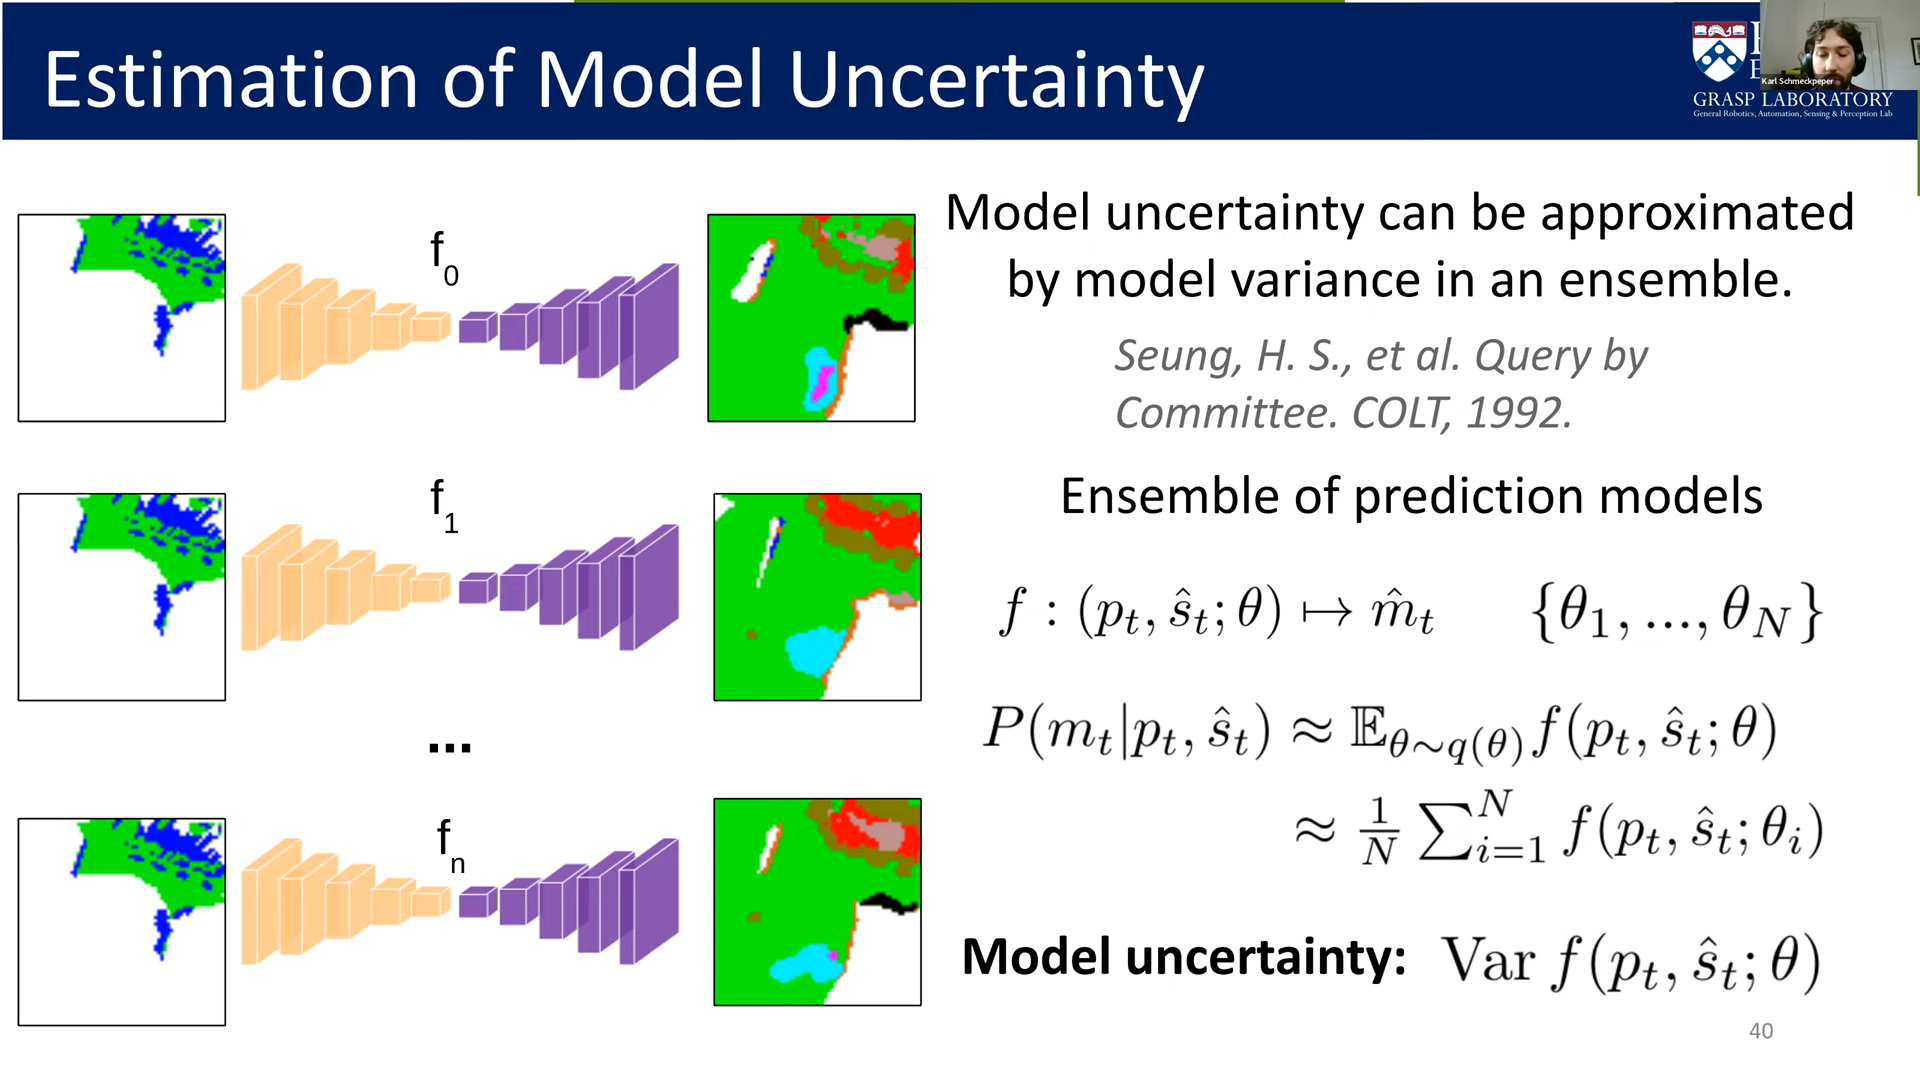 Estimation of Model Uncertainty
Karl Schmeckpeper
GRASP LABORATORY
General Robotics, Automation, Sensing & Perception Lab
f₀
Model uncertainty can be approximated
by model variance in an ensemble.
Seung, H. S., et al. Query by
Committee. COLT, 1992.
f₁
Ensemble of prediction models
f : (pₜ, ŝₜ; θ) ↦ m̂ₜ {θ₁, ..., θ_N}
P(mₜ|pₜ, ŝₜ) ≈ 𝔼_{θ∼q(θ)} f(pₜ, ŝₜ; θ)
...
≈ 1/N ∑_{i=1}^{N} f(pₜ, ŝₜ; θᵢ)
fₙ
Model uncertainty: Var f(pₜ, ŝₜ; θ)
40